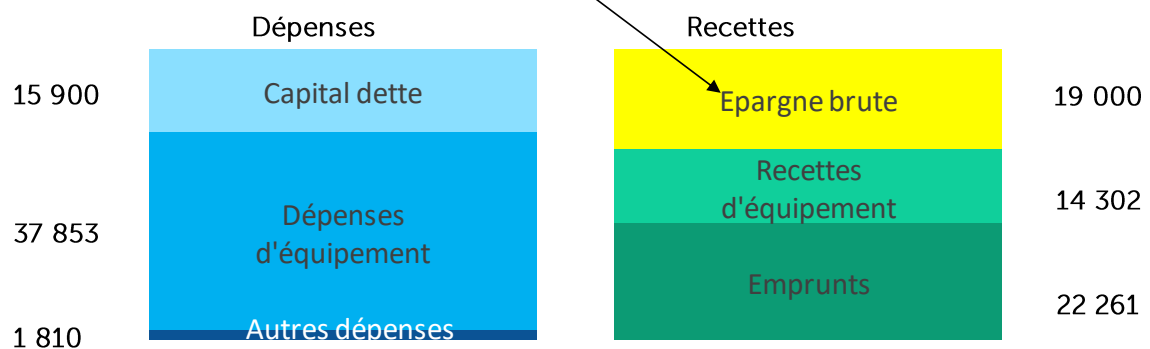 Dépenses
Recettes
15 900
Capital dette
Epargne brute
19 000
Recettes
d'équipement
14 302
37 853
Dépenses
d'équipement
Emprunts
22 261
1 810
Autres dépenses